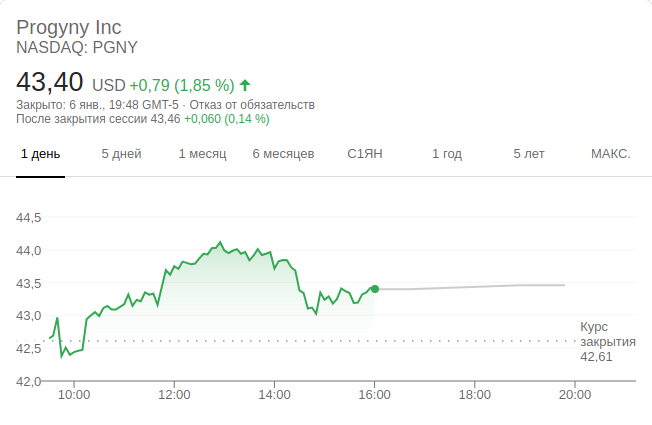 Progyny Inc
NASDAQ: PGNY
43,40 USD +0,79 (1,85 %)
Закрыто: 6 янв., 19:48 GMT-5 · Отказ от обязательств
После закрытия сессии 43,46 +0,060 (0,14 %)
1 день 5 дней 1 месяц 6 месяцев С1ЯН 1 год 5 лет МАКС.
44,5
44,0
43,5
43,0
42,5
42,0
Курс
закрытия
42,61
10:00 12:00 14:00 16:00 18:00 20:00